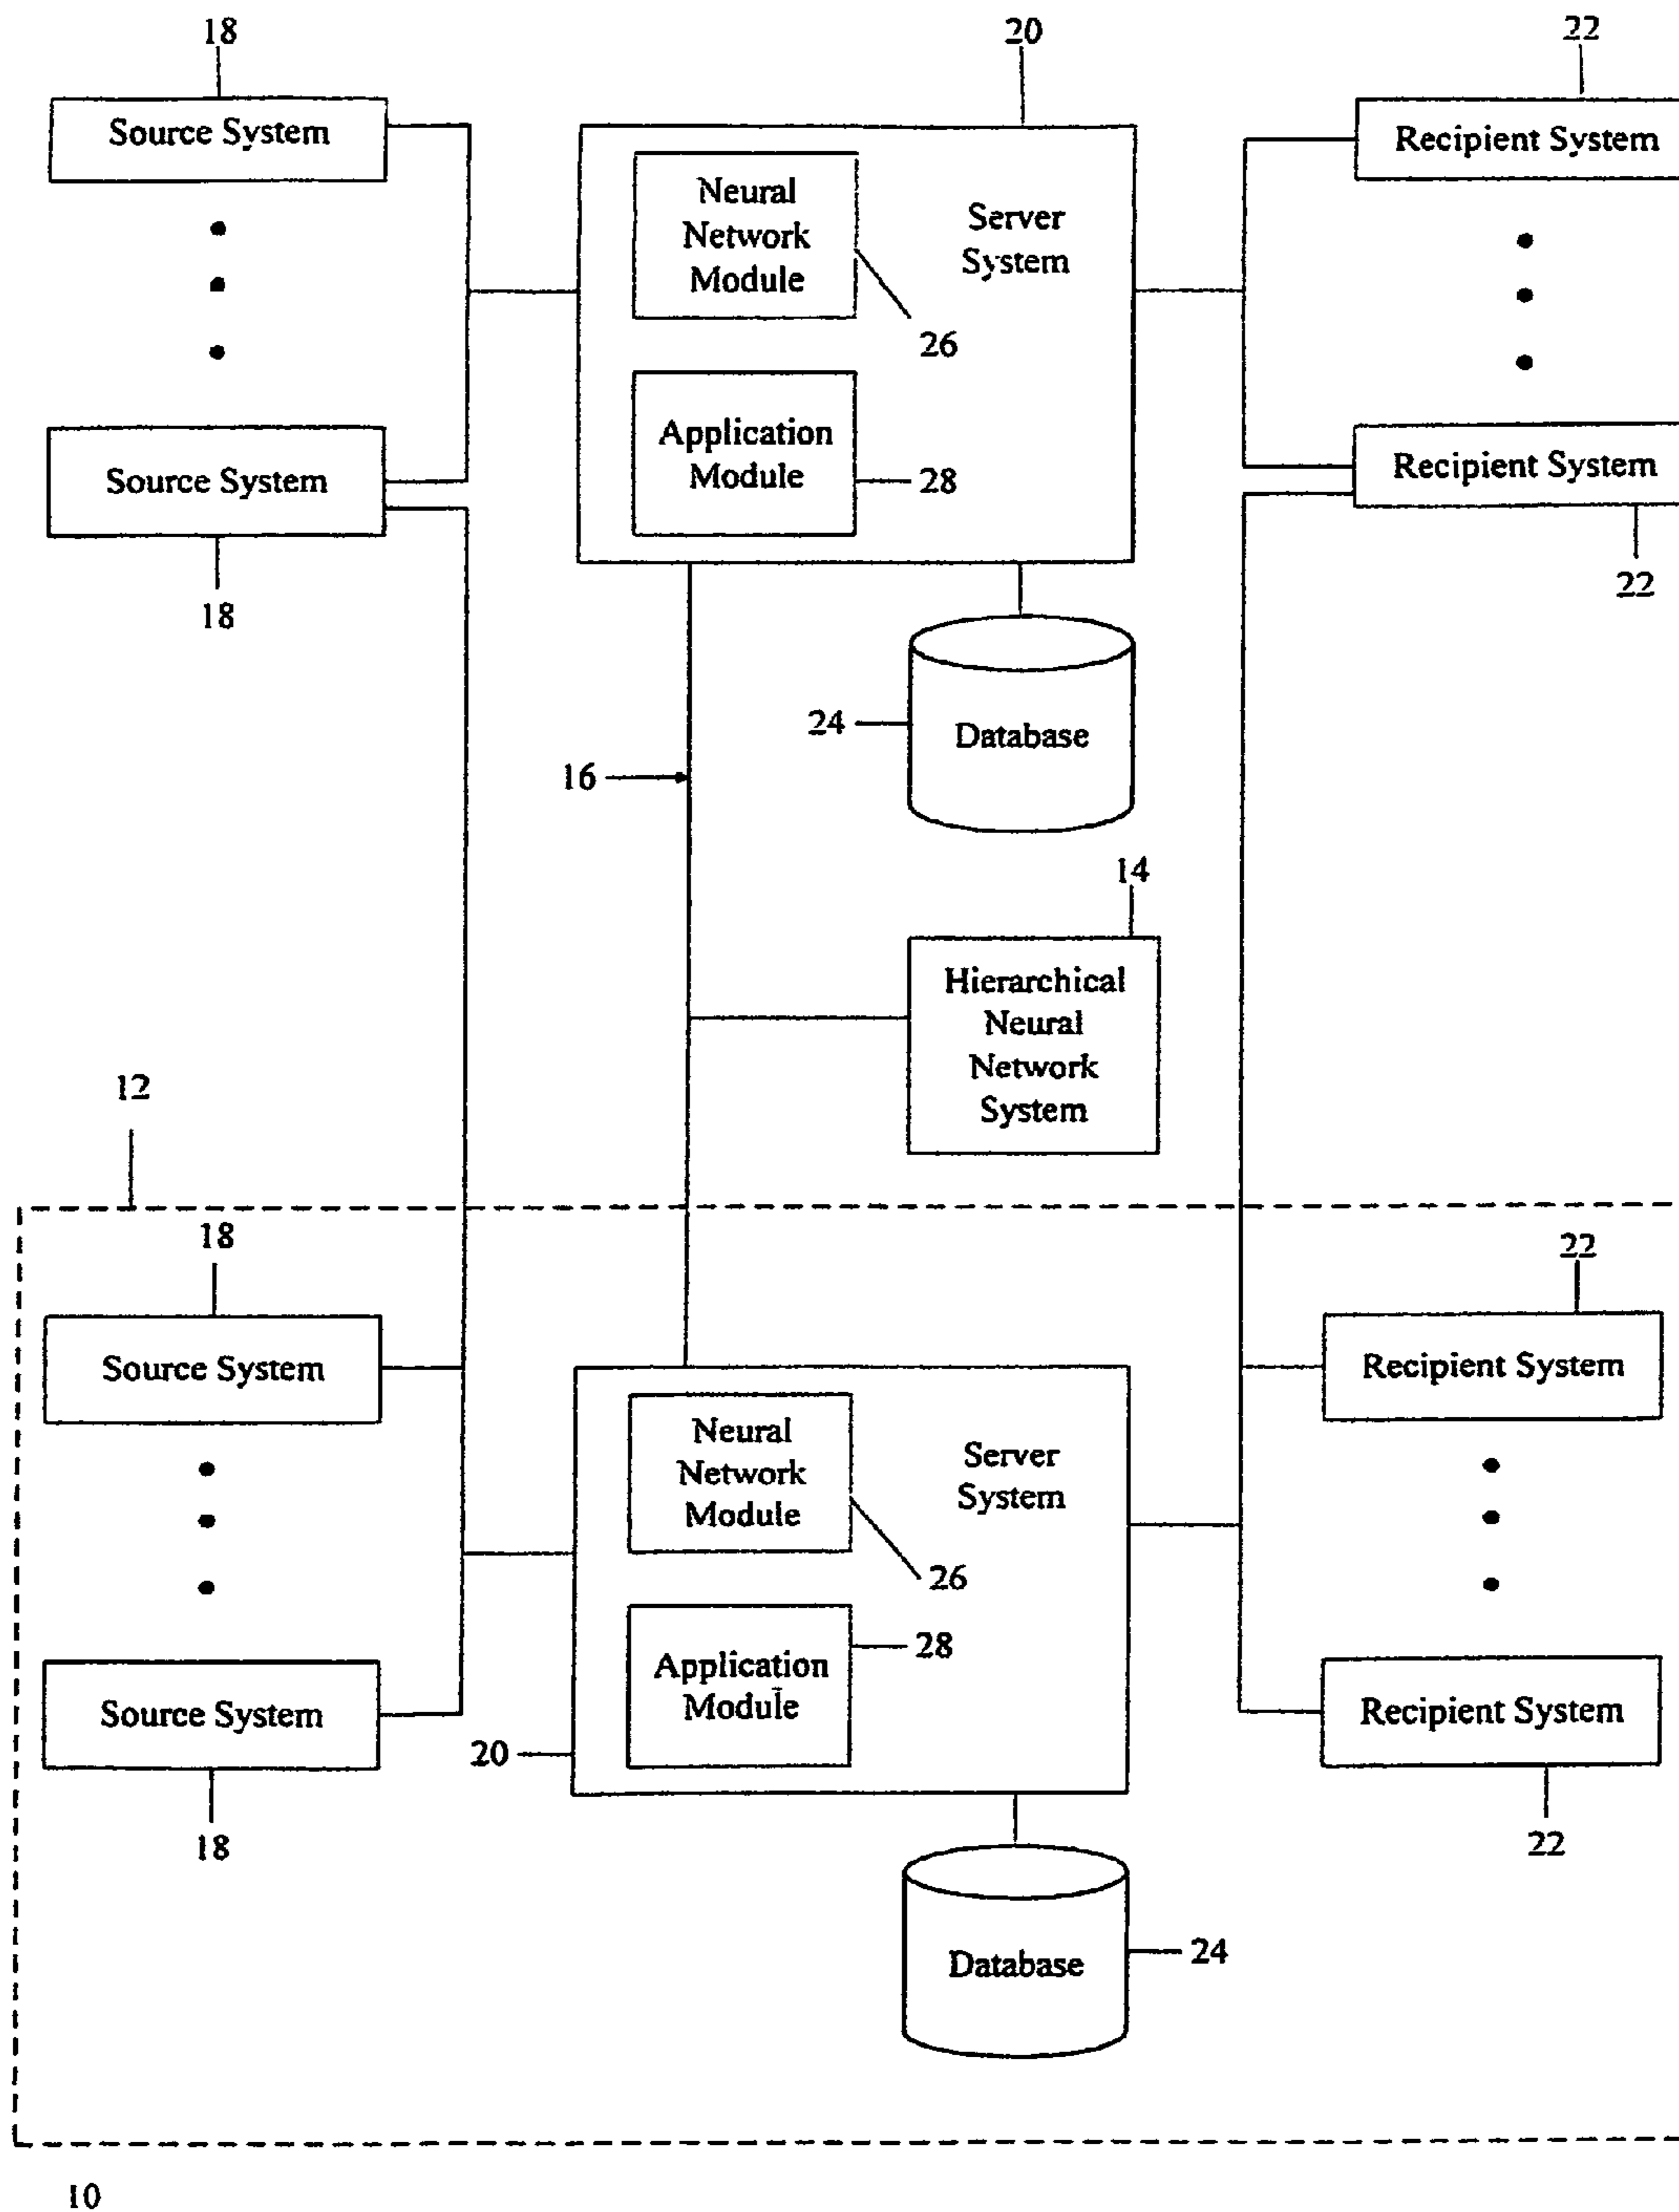 18
20
22
Source System
Recipient System
Neural
Network
Module
Server
System
26
Application
Module
28
Source System
Recipient System
18
22
24
Database
16
14
Hierarchical
Neural
Network
System
12
18
22
Source System
Recipient System
Neural
Network
Module
Server
System
26
Application
Module
28
20
Source System
Recipient System
18
22
Database
24
10